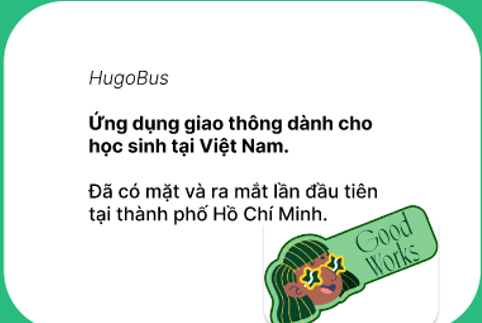 HugoBus
Ứng dụng giao thông dành cho
học sinh tại Việt Nam.
Đã có mặt và ra mắt lần đầu tiên
tại thành phố Hồ Chí Minh.
Good
Works